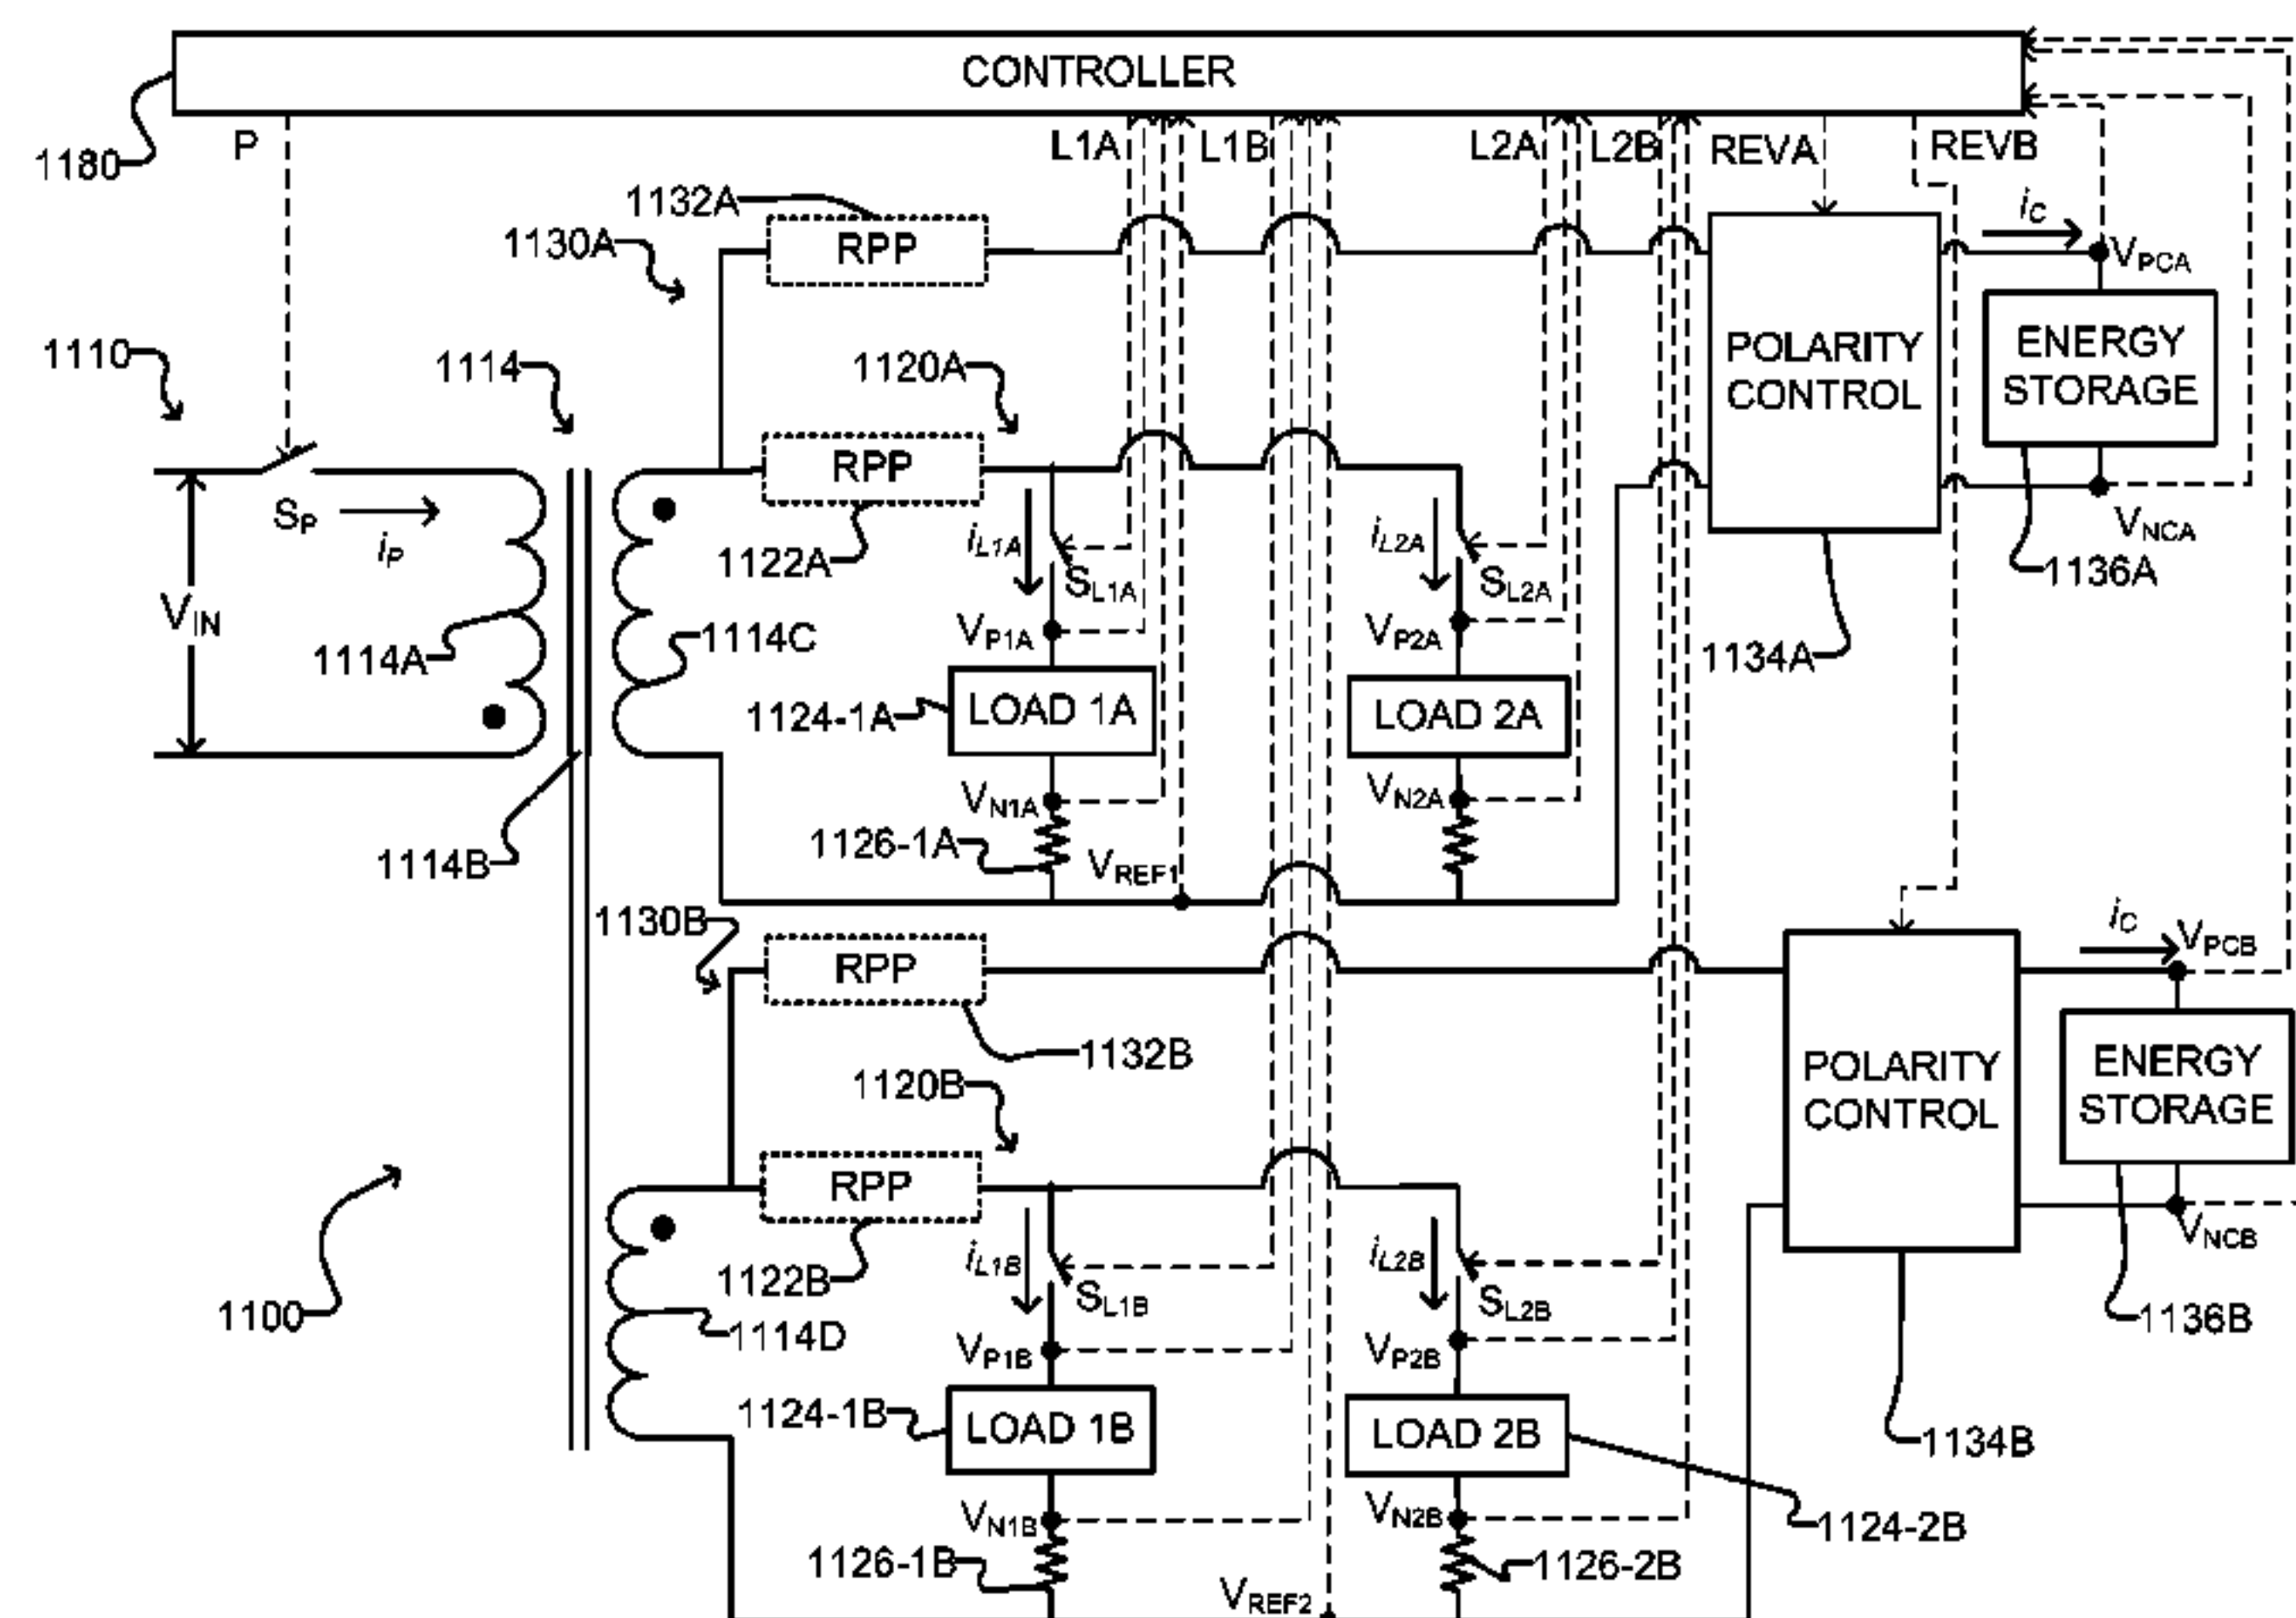 CONTROLLER
1180
P
L1A
L1B
L2A
L2B
REVA
REVB
1132A
1130A
RPP
iC
VPCA
1110
1114
1120A
POLARITY
CONTROL
ENERGY
STORAGE
RPP
SP
iP
1122A
iL1A
SL1A
iL2A
SL2A
VNCA
1136A
VIN
1114A
1114C
VP1A
VP2A
1134A
1124-1A
LOAD 1A
LOAD 2A
VN1A
VN2A
1114B
1126-1A
VREF1
1130B
RPP
iC
VPCB
1132B
1120B
POLARITY
CONTROL
ENERGY
STORAGE
RPP
1122B
iL1B
SL1B
iL2B
SL2B
VNCB
1100
1114D
VP1B
VP2B
1136B
1124-1B
LOAD 1B
LOAD 2B
1134B
VN1B
VN2B
1124-2B
1126-1B
1126-2B
VREF2